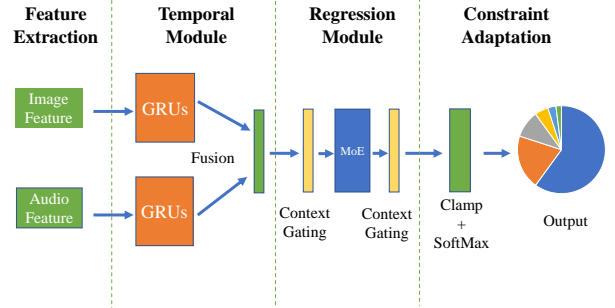 Feature
Extraction
Temporal
Module
Regression
Module
Constraint
Adaptation
Image
Feature
GRUs
Fusion
Audio
Feature
GRUs
Context
Gating
MoE
Context
Gating
Clamp
+
SoftMax
Output